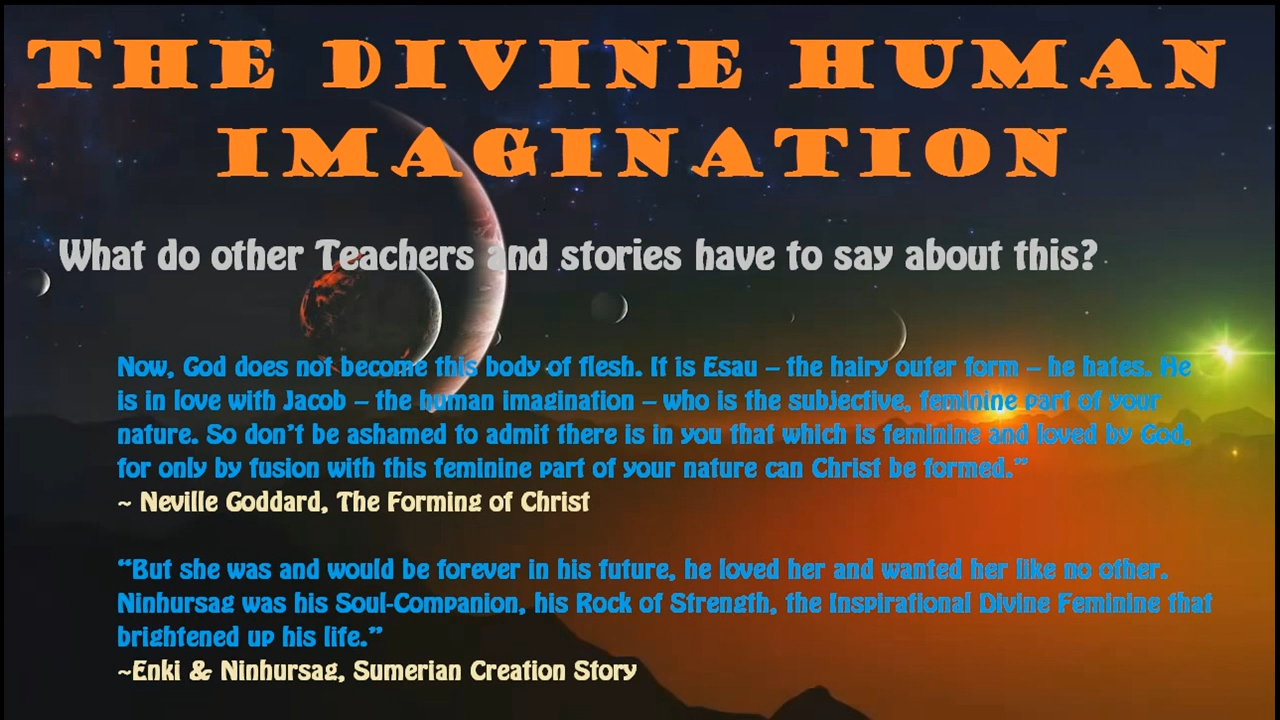 THE DIVINE HUMAN
IMAGINATION
What do other Teachers and stories have to say about this?
Now, God does not become this body of flesh. It is Esau – the hairy outer form – he hates. He
is in love with Jacob – the human imagination – who is the subjective, feminine part of your
nature. So don't be ashamed to admit there is in you that which is feminine and loved by God,
for only by fusion with this feminine part of your nature can Christ be formed.”
~ Neville Goddard, The Forming of Christ
“But she was and would be forever in his future, he loved her and wanted her like no other.
Ninhursag was his Soul-Companion, his Rock of Strength, the Inspirational Divine Feminine that
brightened up his life.”
~Enki & Ninhursag, Sumerian Creation Story